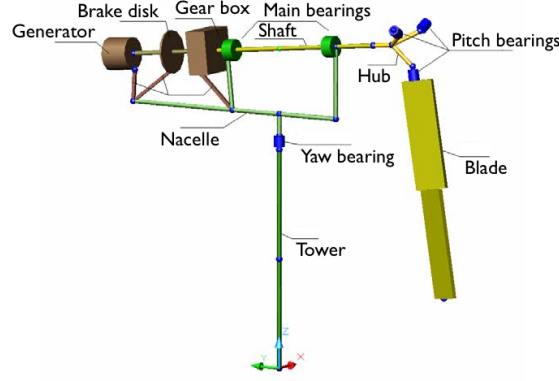 Gear box
Brake disk
Main bearings
Generator
Shaft
Pitch bearings
Hub
Nacelle
Yaw bearing
Blade
Tower
Z
Y
X